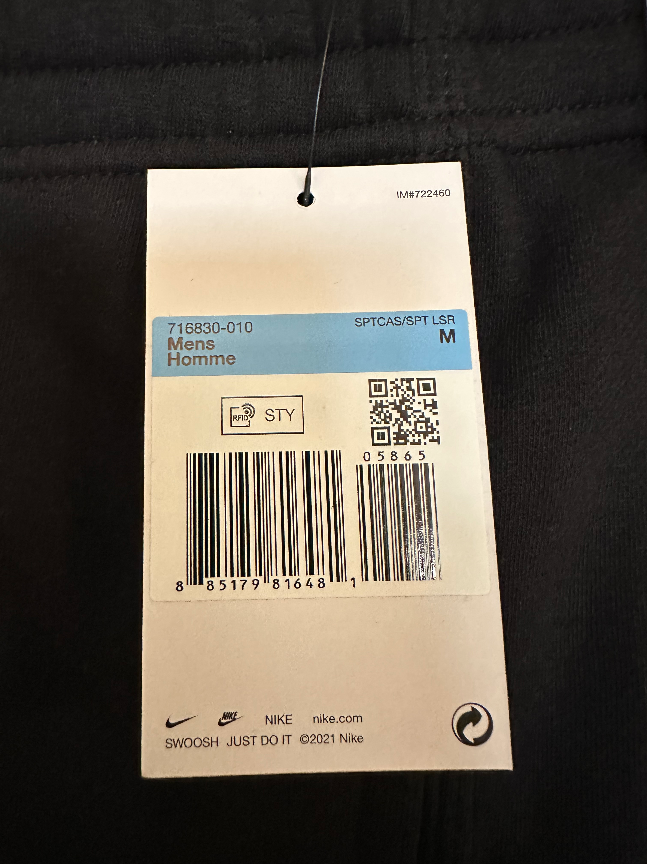 IM#722460
716830-010 SPTCAS/SPT LSR
Mens M
Homme
RFID STY
05865
8 85179 81648 1
NIKE NIKE nike.com
SWOOSH JUST DO IT ©2021 Nike